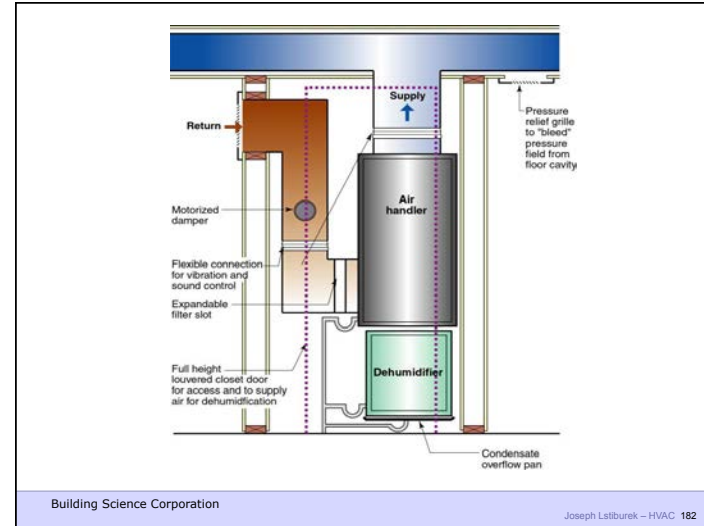 Supply
Return
Pressure
relief grille
to "bleed"
pressure
field from
floor cavity
Motorized
damper
Air
handler
Flexible connection
for vibration and
sound control
Expandable
filter slot
Full height
louvered closet door
for access and to supply
air for dehumidfication
Dehumidifier
Condensate
overflow pan
Building Science Corporation
Joseph Lstiburek – HVAC 182